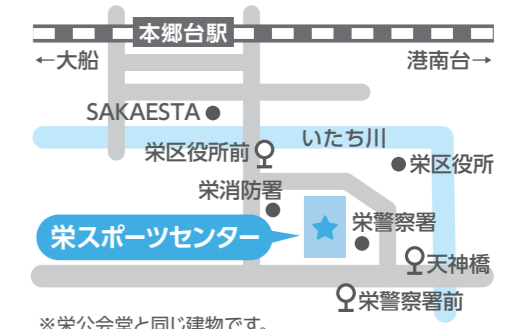 本郷台駅
←大船
港南台→
SAKAESTA
いたち川
栄区役所前
栄区役所
栄消防署
栄警察署
栄スポーツセンター
天神橋
栄警察署前
※栄公会堂と同じ建物です。